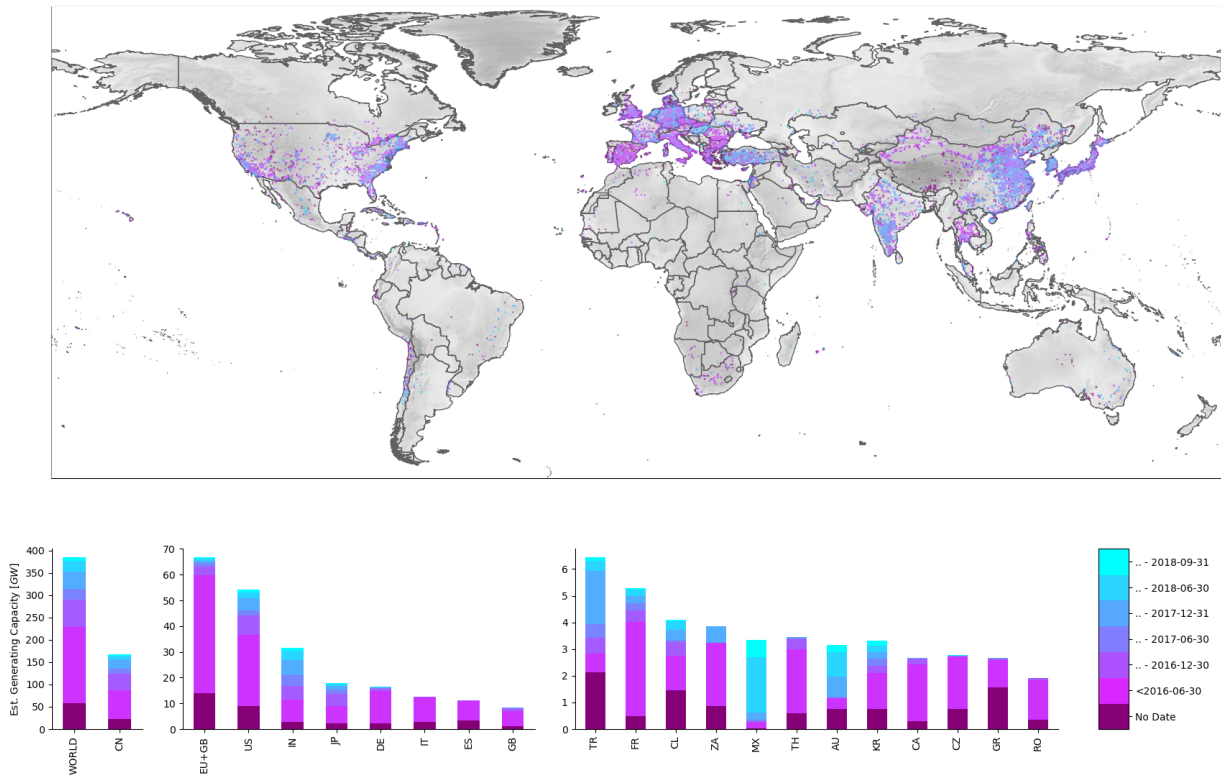 Est. Generating Capacity [GW]
400
350
300
250
200
150
100
50
0
WORLD
CN
70
60
50
40
30
20
10
0
EU+GB
US
IN
JP
DE
IT
ES
GB
6
5
4
3
2
1
0
TR
FR
CL
ZA
MX
TH
AU
KR
CA
CZ
GR
RO
.. - 2018-09-31
.. - 2018-06-30
.. - 2017-12-31
.. - 2017-06-30
.. - 2016-12-30
<2016-06-30
No Date